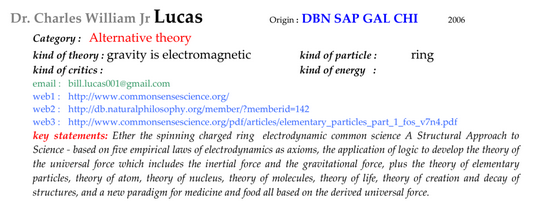 Dr. Charles William Jr Lucas Origin : DBN SAP GAL CHI 2006
Category : Alternative theory
kind of theory : gravity is electromagnetic kind of particle : ring
kind of critics : kind of energy :
email : bill.lucas001@gmail.com
web1 : http://www.commonsensescience.org/
web2 : http://db.naturalphilosophy.org/member/?memberid=142
web3 : http://www.commonsensescience.org/pdf/articles/elementary_particles_part_1_fos_v7n4.pdf
key statements: Ether the spinning charged ring electrodynamic common science A Structural Approach to
Science - based on five empirical laws of electrodynamics as axioms, the application of logic to develop the theory of
the universal force which includes the inertial force and the gravitational force, plus the theory of elementary
particles, theory of atom, theory of nucleus, theory of molecules, theory of life, theory of creation and decay of
structures, and a new paradigm for medicine and food all based on the derived universal force.